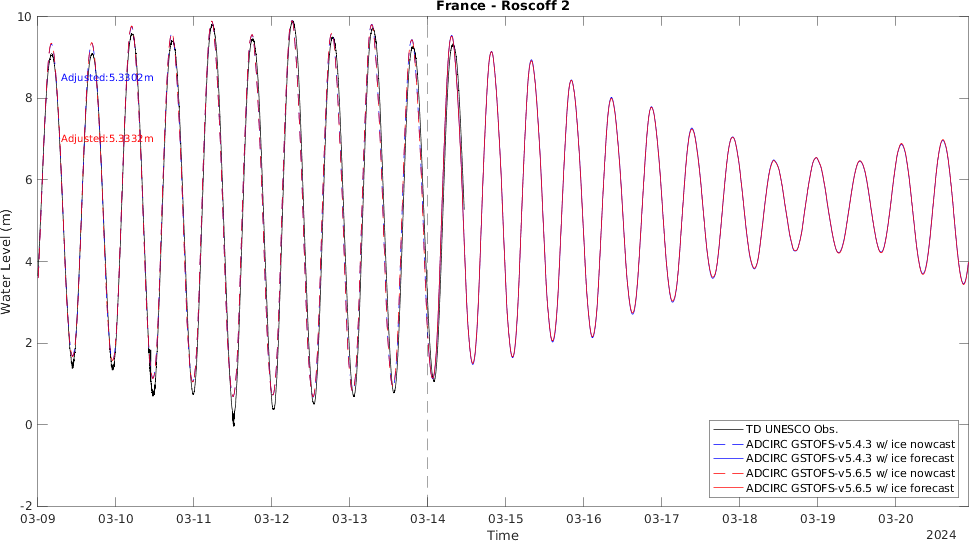 France - Roscoff 2
10
8
6
4
2
0
-2
Water Level (m)
Adjusted:5.3302m
Adjusted:5.3332m
TD UNESCO Obs.
ADCIRC GSTOFS-v5.4.3 w/ ice nowcast
ADCIRC GSTOFS-v5.4.3 w/ ice forecast
ADCIRC GSTOFS-v5.6.5 w/ ice nowcast
ADCIRC GSTOFS-v5.6.5 w/ ice forecast
03-09 03-10 03-11 03-12 03-13 03-14 03-15 03-16 03-17 03-18 03-19 03-20
Time
2024